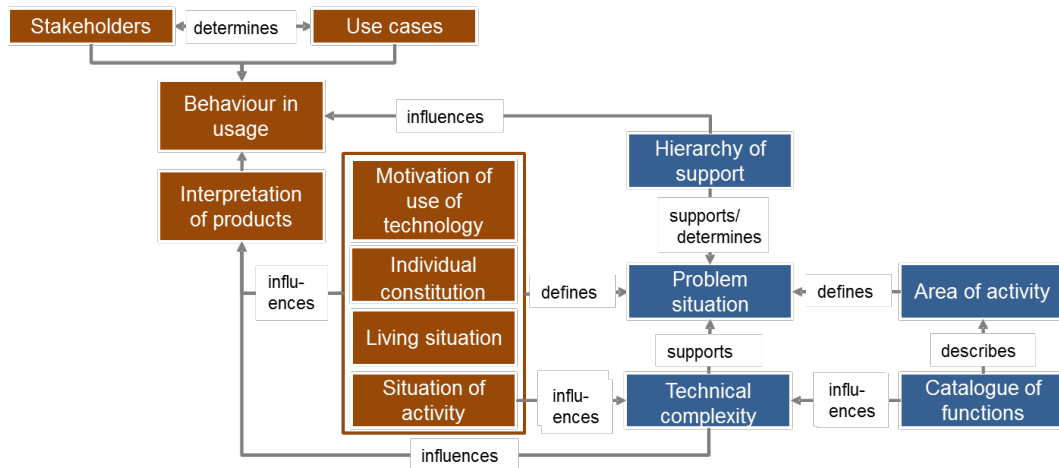 Stakeholders
determines
Use cases
Behaviour in
usage
influences
Hierarchy of
support
Interpretation
of products
Motivation of
use of
technology
supports/
determines
Individual
constitution
influ-
ences
defines
Problem
situation
defines
Area of activity
Living situation
supports
describes
Situation of
activity
influ-
ences
Technical
complexity
influ-
ences
Catalogue of
functions
influences